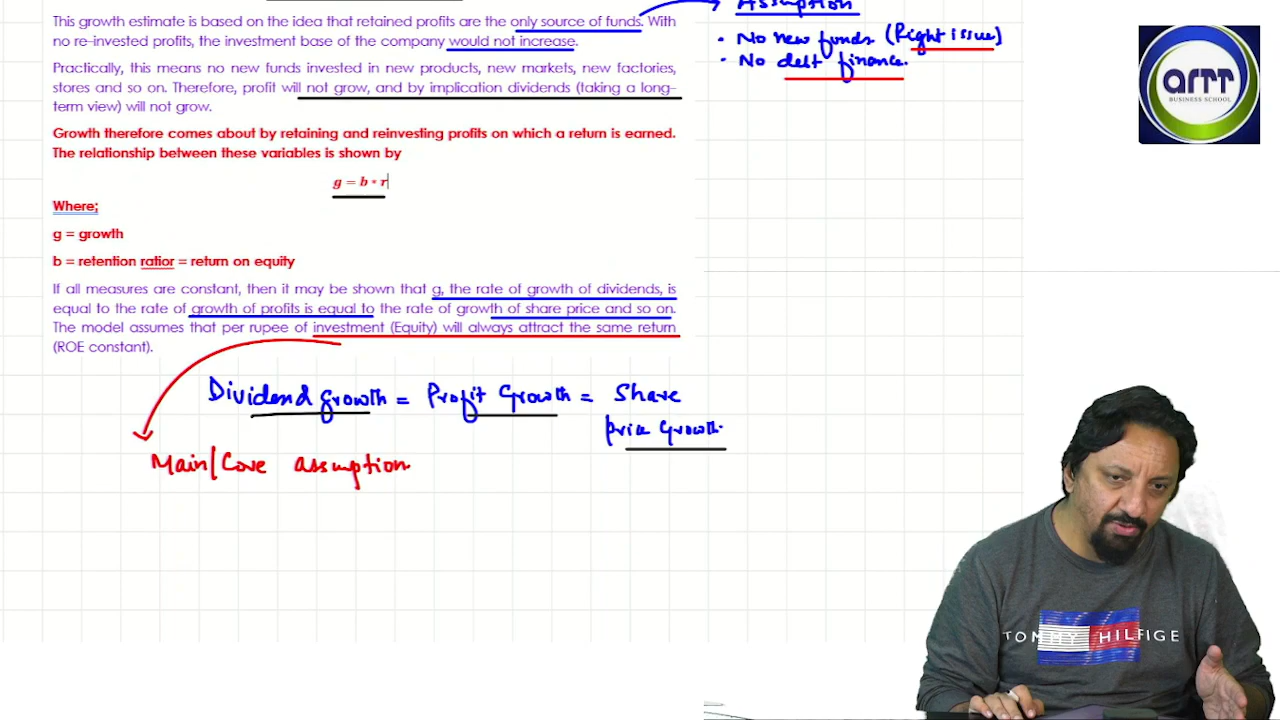 This growth estimate is based on the idea that retained profits are the only source of funds. With
no re-invested profits, the investment base of the company would not increase.
Practically, this means no new funds invested in new products, new markets, new factories,
stores and so on. Therefore, profit will not grow, and by implication dividends (taking a long-
term view) will not grow.
Growth therefore comes about by retaining and reinvesting profits on which a return is earned.
The relationship between these variables is shown by
g = b * r
Where;
g = growth
b = retention ratior = return on equity
If all measures are constant, then it may be shown that g, the rate of growth of dividends, is
equal to the rate of growth of profits is equal to the rate of growth of share price and so on.
The model assumes that per rupee of investment (Equity) will always attract the same return
(ROE constant).
Assumption
• No new funds (Right issue)
• No debt finance.
Dividend growth = Profit Growth = Share
price Growth.
Main/Core assumption
ARTT
BUSINESS SCHOOL
TOMMY HILFIGE